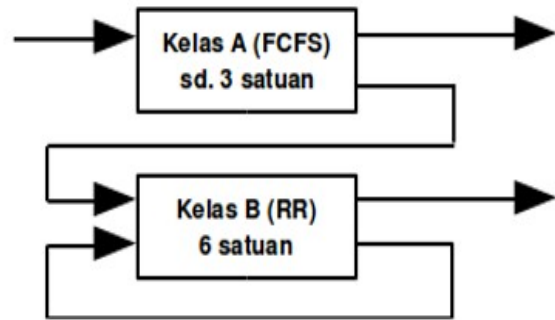 Kelas A (FCFS)
sd. 3 satuan
Kelas B (RR)
6 satuan